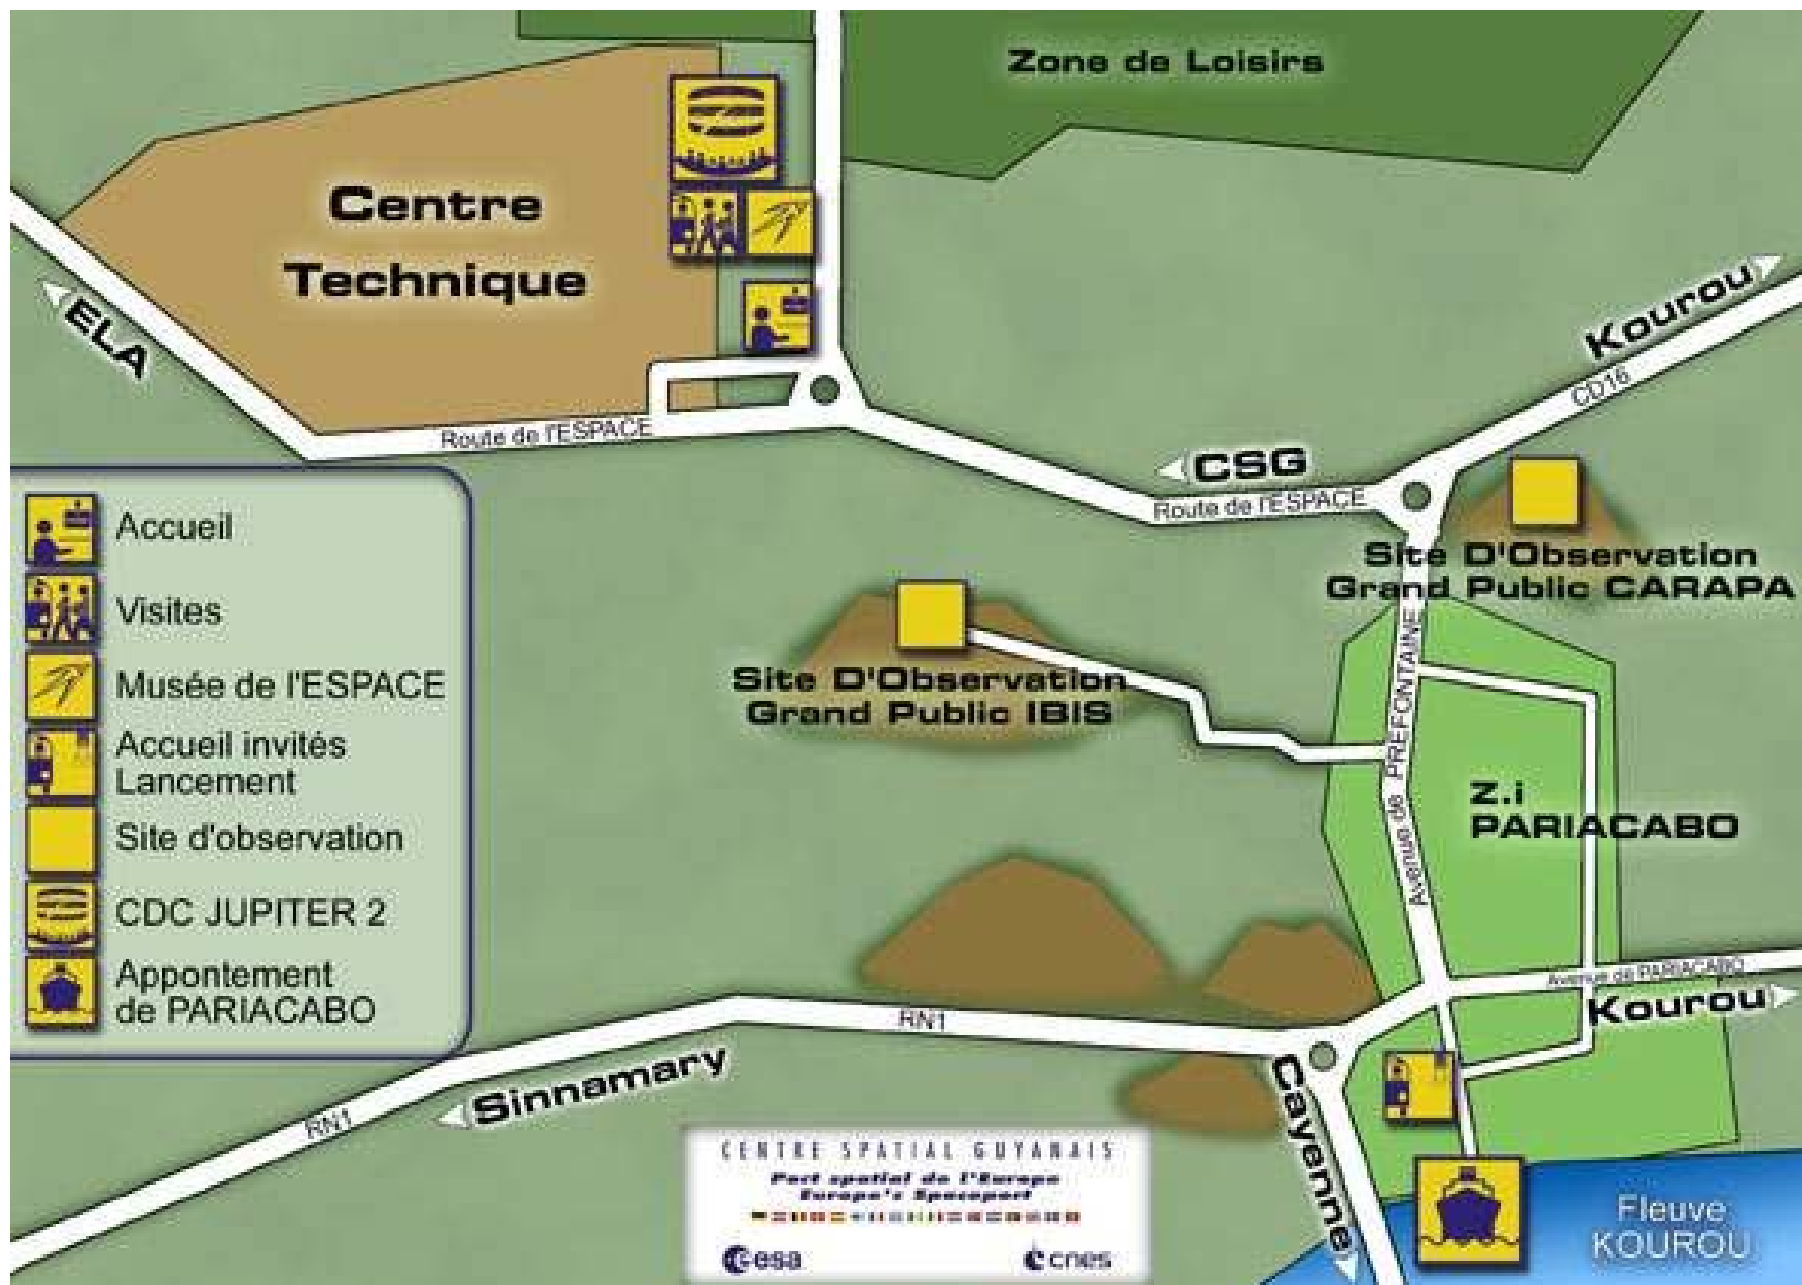 Zone de Loisirs
Centre
Technique
ELA
Kourou
CD16
Route de l'ESPACE
CSG
Route de l'ESPACE
Site D'Observation
Grand Public CARAPA
Accueil
Visites
Musée de l'ESPACE
Accueil invités
Lancement
Site d'observation
CDC JUPITER 2
Appontement
de PARIACABO
Site D'Observation
Grand Public IBIS
Avenue de PREFONTAINE
Z.i
PARIACABO
Avenue de PARIACABO
Kourou
RN1
Sinnamary
RN1
Cayenne
CENTRE SPATIAL GUYANAIS
Port spatial de l'Europe
Europe's Spaceport
esa
cnes
Fleuve
KOUROU